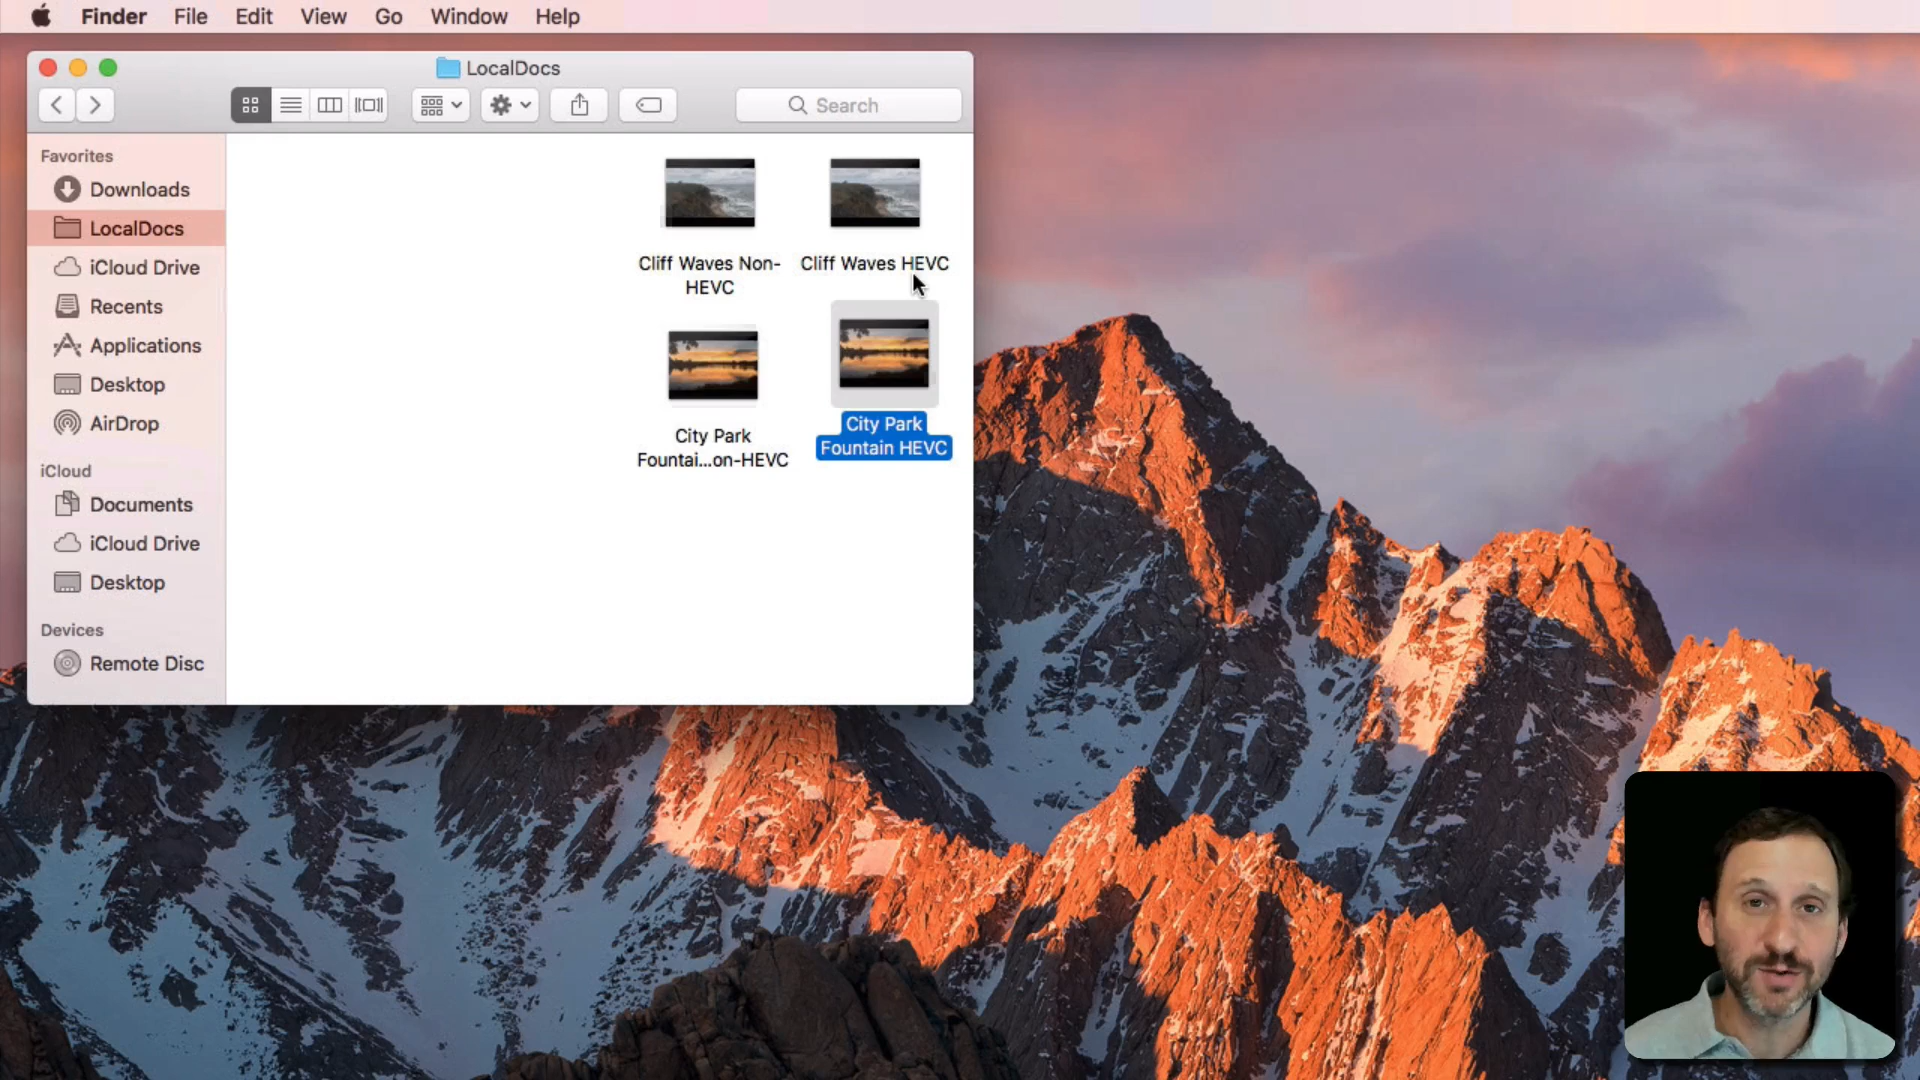 Finder File Edit View Go Window Help
LocalDocs
Search
Favorites
Downloads
LocalDocs
iCloud Drive
Recents
Applications
Desktop
AirDrop
iCloud
Documents
iCloud Drive
Desktop
Devices
Remote Disc
Cliff Waves Non-
HEVC
Cliff Waves HEVC
City Park
Fountai...on-HEVC
City Park
Fountain HEVC